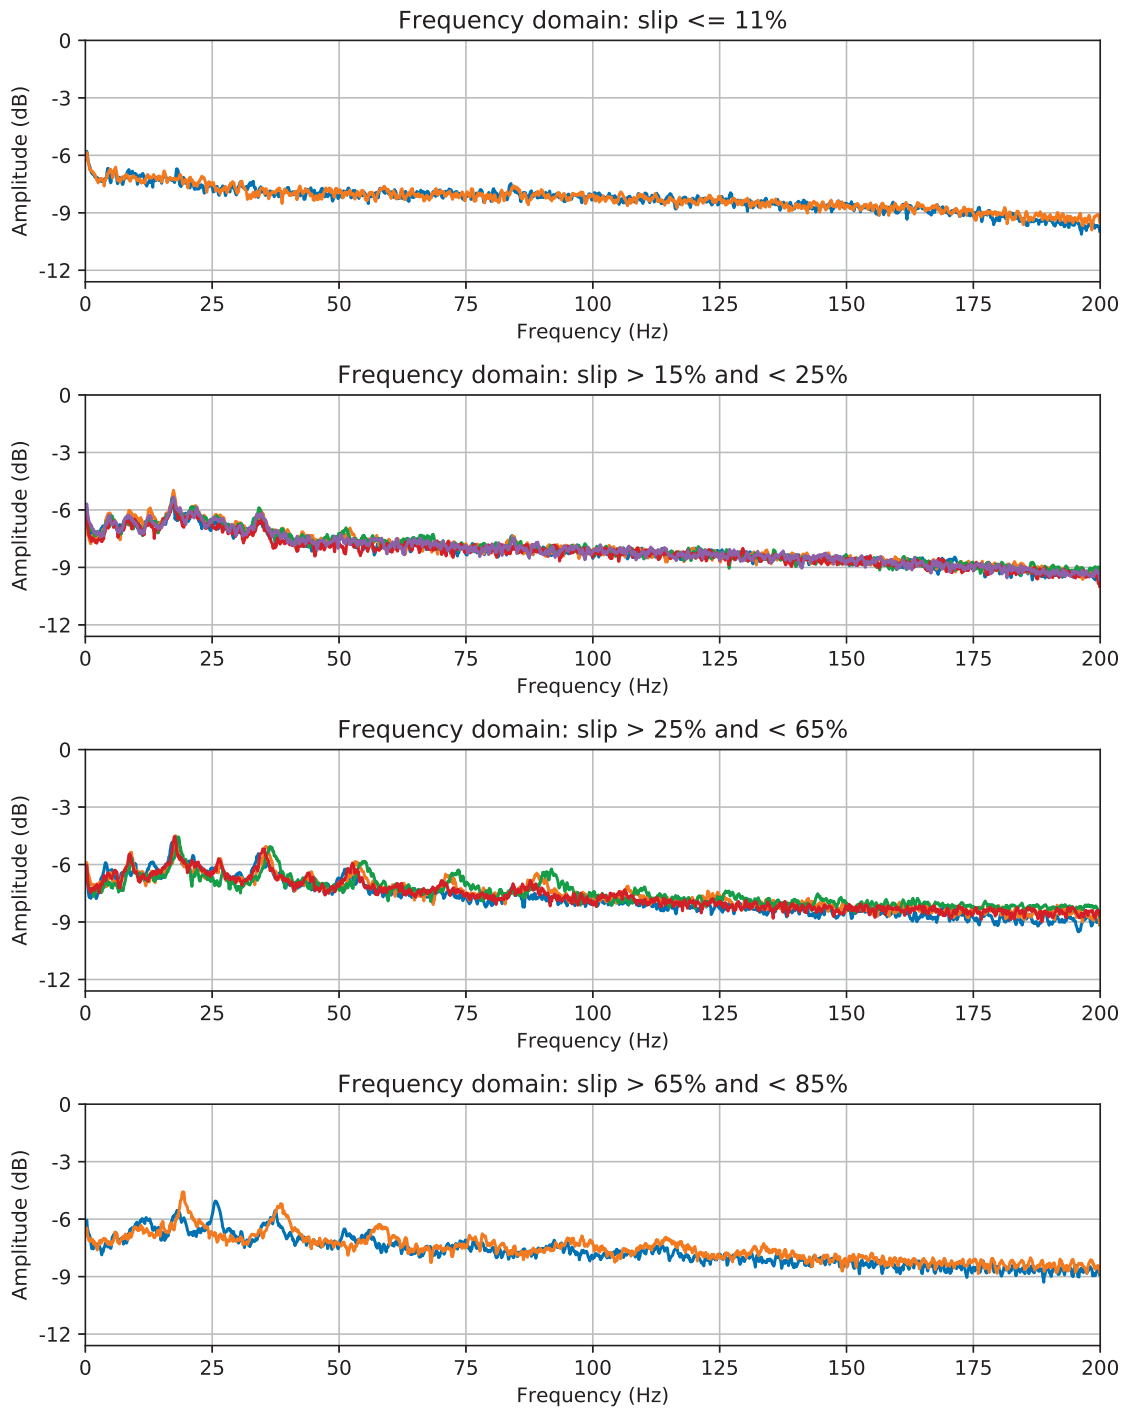 Frequency domain: slip <= 11%
0
-3
-6
-9
-12
Amplitude (dB)
0 25 50 75 100 125 150 175 200
Frequency (Hz)
Frequency domain: slip > 15% and < 25%
0
-3
-6
-9
-12
Amplitude (dB)
0 25 50 75 100 125 150 175 200
Frequency (Hz)
Frequency domain: slip > 25% and < 65%
0
-3
-6
-9
-12
Amplitude (dB)
0 25 50 75 100 125 150 175 200
Frequency (Hz)
Frequency domain: slip > 65% and < 85%
0
-3
-6
-9
-12
Amplitude (dB)
0 25 50 75 100 125 150 175 200
Frequency (Hz)